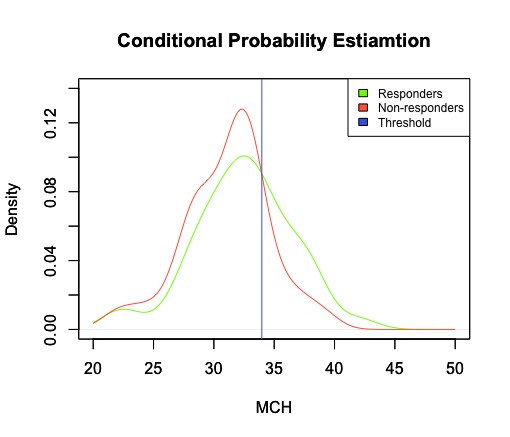 Conditional Probability Estiamtion
Responders
Non-responders
Threshold
0.12
0.08
0.04
0.00
Density
20 25 30 35 40 45 50
MCH